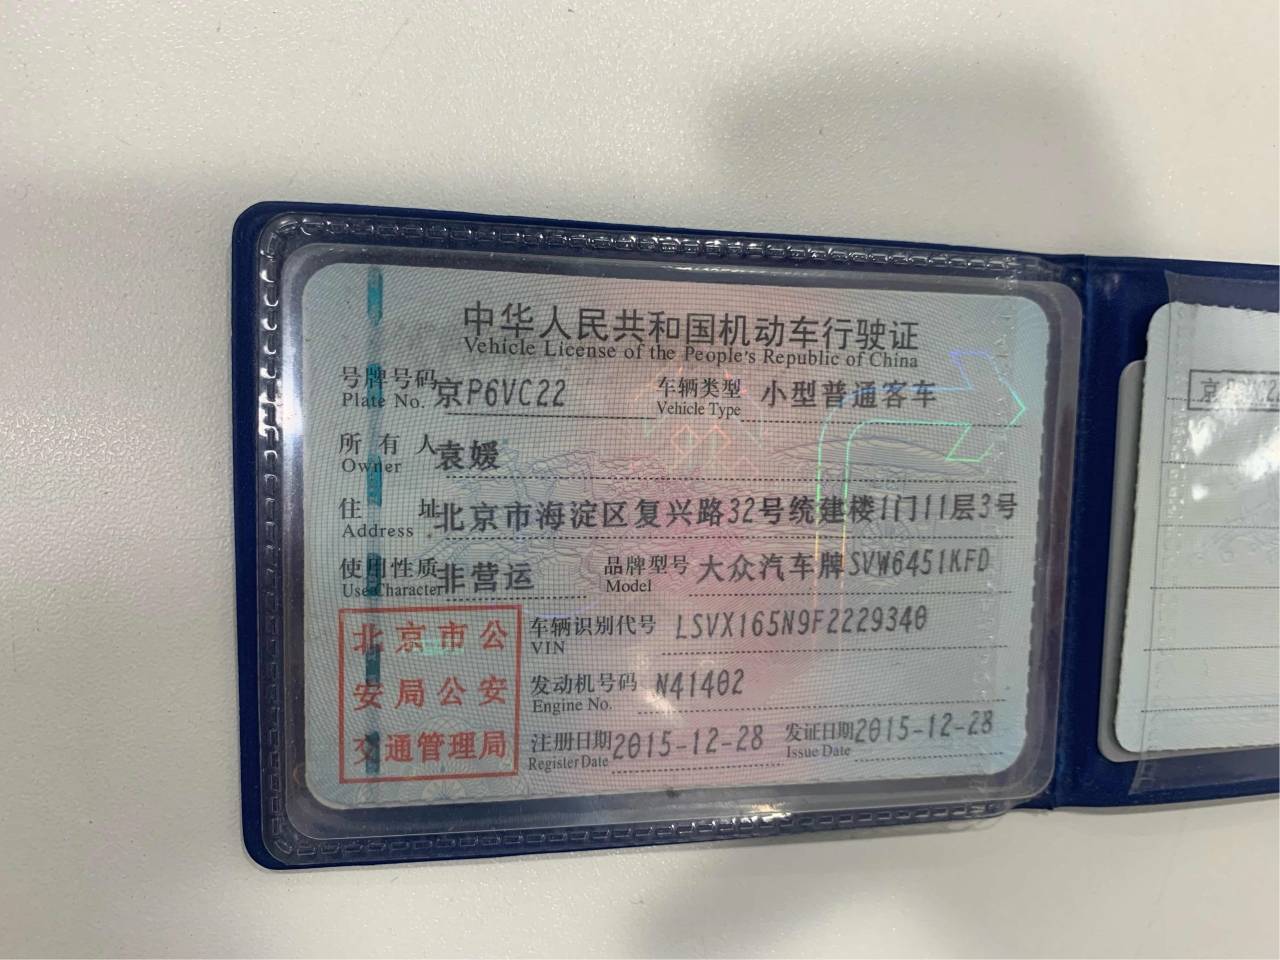 中华人民共和国机动车行驶证
Vehicle License of the People's Republic of China
号牌号码 京P6VC22 车辆类型 小型普通客车
Plate No. Vehicle Type
所有人 袁媛
Owner
住址 北京市海淀区复兴路32号统建楼1门11层3号
Address
使用性质 非营运 品牌型号 大众汽车牌SVW6451KFD
Use Character Model
车辆识别代号 LSVX165N9F2229340
VIN
发动机号码 N41402
Engine No.
注册日期 2015-12-28 发证日期 2015-12-28
Register Date Issue Date
北京市公
安局公安
交通管理局